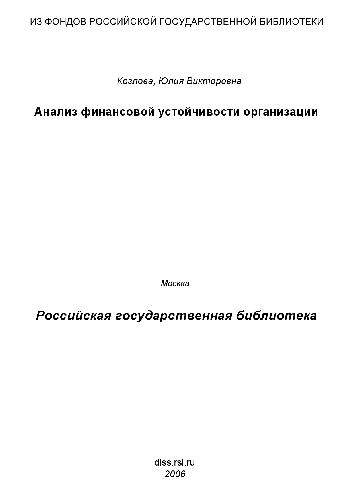 ИЗ ФОНДОВ РОССИЙСКОЙ ГОСУДАРСТВЕННОЙ БИБЛИОТЕКИ
Козлова, Юлия Викторовна
Анализ финансовой устойчивости организации
Москва
Российская государственная библиотека
diss.rsl.ru
2006